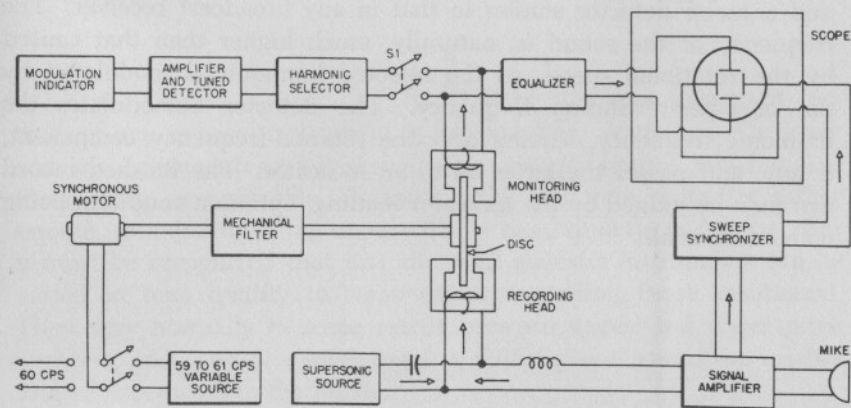 SCOPE
S1
MODULATION
INDICATOR
AMPLIFIER
AND TUNED
DETECTOR
HARMONIC
SELECTOR
EQUALIZER
SYNCHRONOUS
MOTOR
MECHANICAL
FILTER
MONITORING
HEAD
DISC
RECORDING
HEAD
SWEEP
SYNCHRONIZER
60 CPS
59 TO 61 CPS
VARIABLE
SOURCE
SUPERSONIC
SOURCE
SIGNAL
AMPLIFIER
MIKE